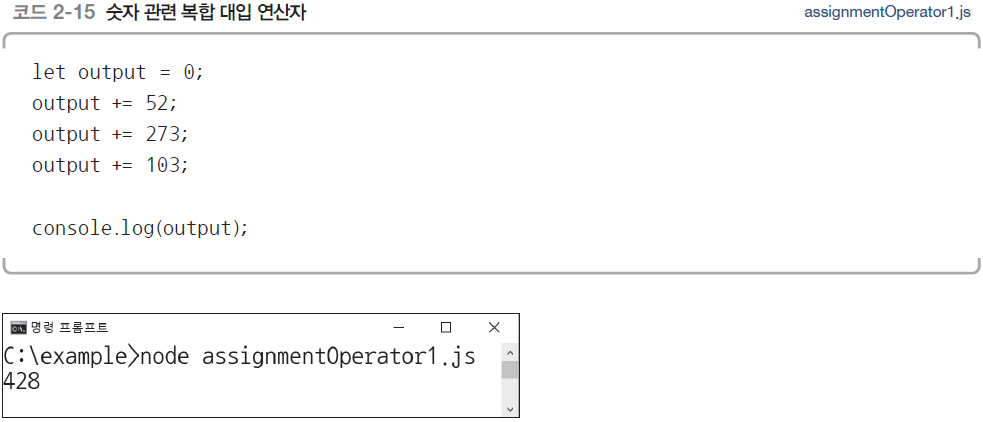 코드 2-15 숫자 관련 복합 대입 연산자 assignmentOperator1.js
let output = 0;
output += 52;
output += 273;
output += 103;
console.log(output);
명령 프롬프트
C:\example>node assignmentOperator1.js
428